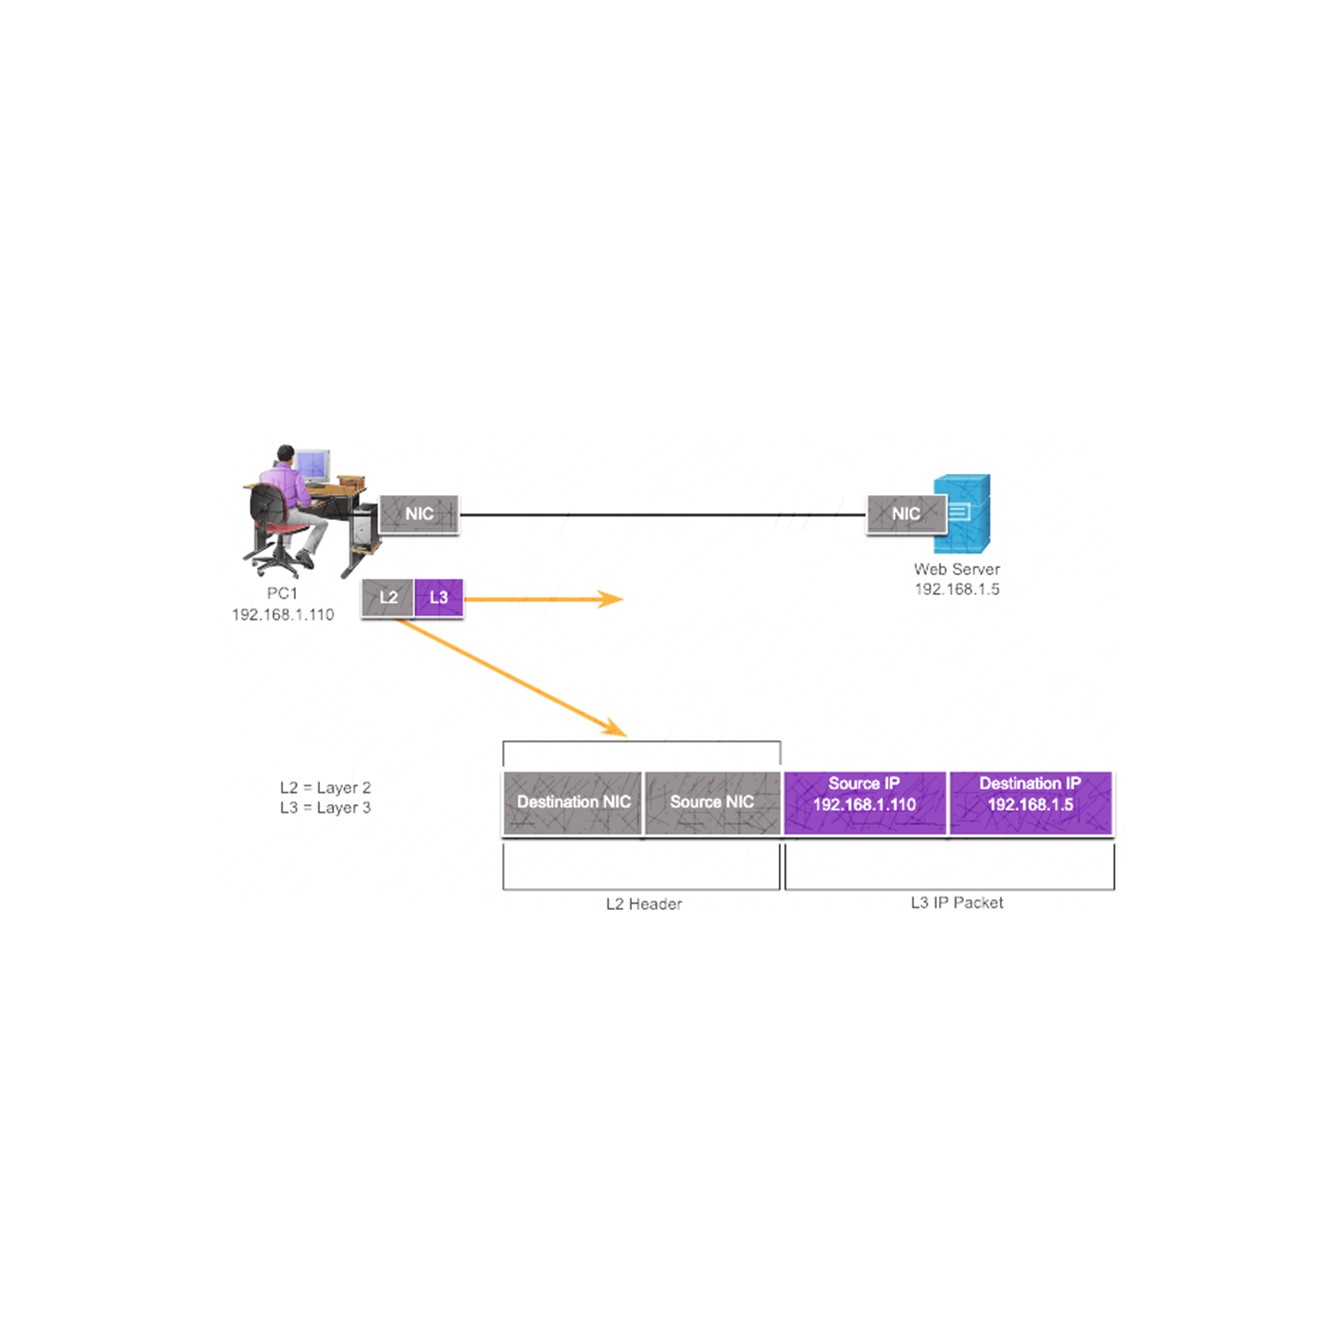 NIC
NIC
Web Server
192.168.1.5
PC1
192.168.1.110
L2
L3
L2 = Layer 2
L3 = Layer 3
Destination NIC
Source NIC
Source IP
192.168.1.110
Destination IP
192.168.1.5
L2 Header
L3 IP Packet